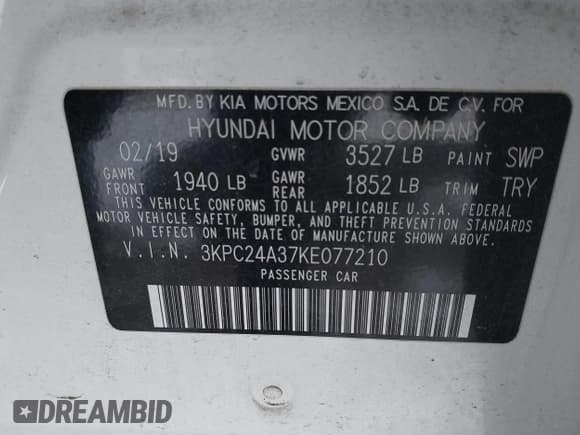 MFD. BY KIA MOTORS MEXICO S.A. DE C.V. FOR
HYUNDAI MOTOR COMPANY
02/19 GVWR 3527 LB PAINT SWP
GAWR FRONT 1940 LB GAWR REAR 1852 LB TRIM TRY
THIS VEHICLE CONFORMS TO ALL APPLICABLE U.S.A. FEDERAL
MOTOR VEHICLE SAFETY, BUMPER, AND THEFT PREVENTION STANDARDS
IN EFFECT ON THE DATE OF MANUFACTURE SHOWN ABOVE.
V.I.N. 3KPC24A37KE077210
PASSENGER CAR
DREAMBID